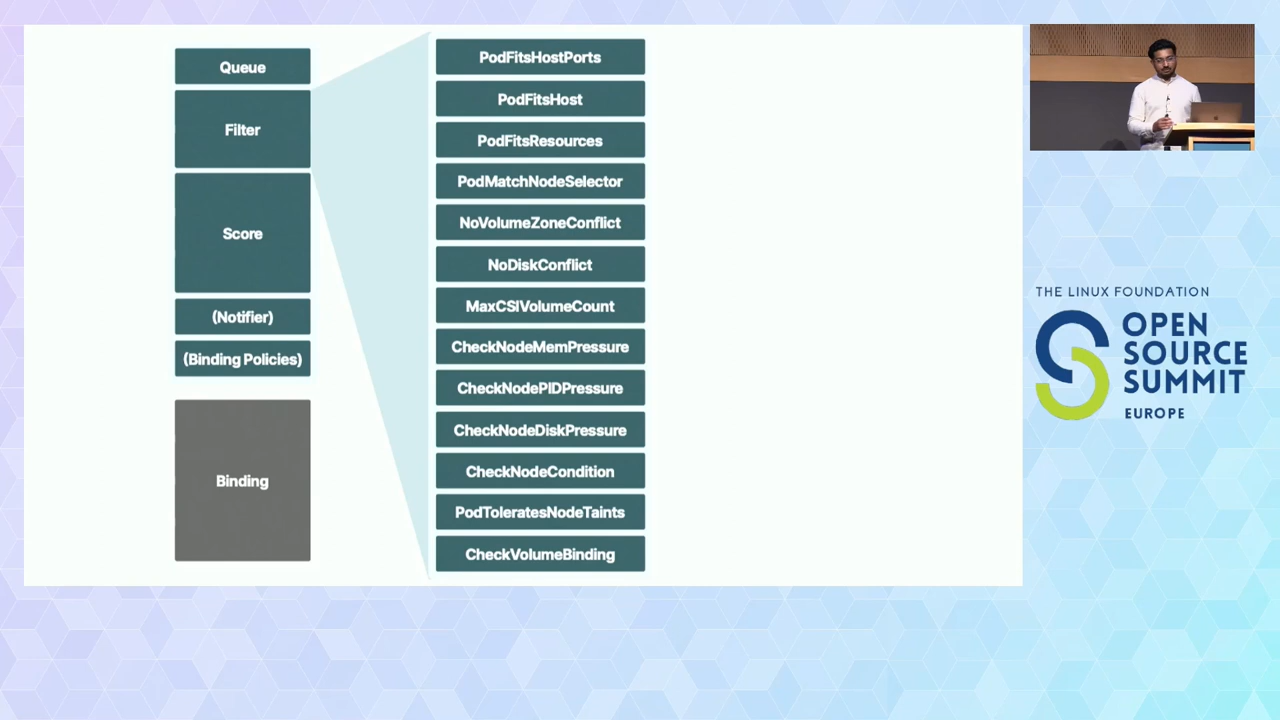 Queue
Filter
Score
(Notifier)
(Binding Policies)
Binding
PodFitsHostPorts
PodFitsHost
PodFitsResources
PodMatchNodeSelector
NoVolumeZoneConflict
NoDiskConflict
MaxCSIVolumeCount
CheckNodeMemPressure
CheckNodePIDPressure
CheckNodeDiskPressure
CheckNodeCondition
PodToleratesNodeTaints
CheckVolumeBinding
THE LINUX FOUNDATION
OPEN
SOURCE
SUMMIT
EUROPE